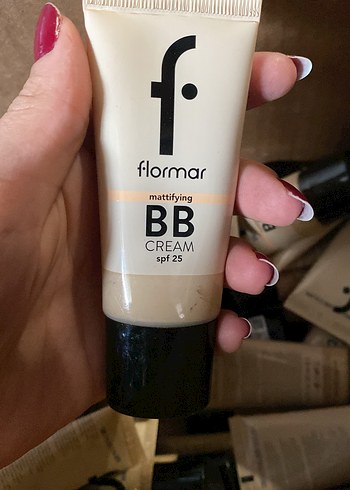 f
flormar
mattifying
BB
CREAM
spf 25